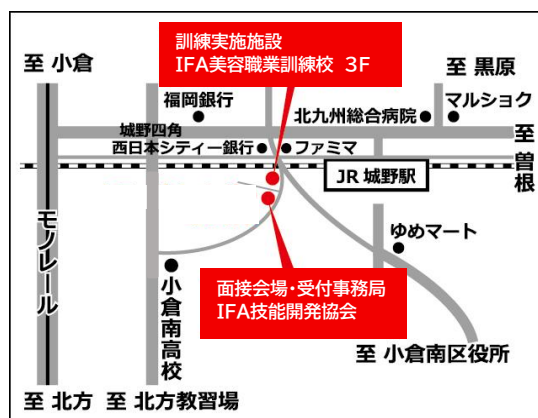 訓練実施施設
IFA美容職業訓練校 3F
至 小倉
至 黒原
福岡銀行
北九州総合病院
マルショク
城野四角
至 曽根
西日本シティー銀行
ファミマ
JR 城野駅
モノレール
ゆめマート
小倉南高校
面接会場・受付事務局
IFA技能開発協会
至 小倉南区役所
至 北方
至 北方教習場